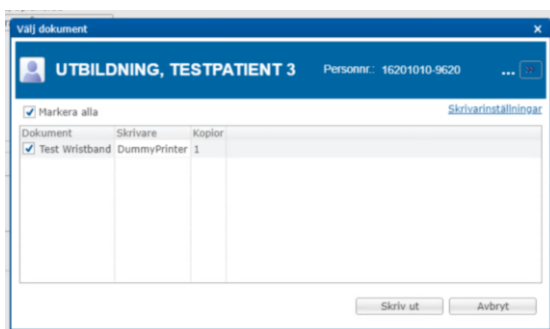 Välj dokument x
UTBILDNING, TESTPATIENT 3 Personnr.: 16201010-9620 ...
Markera alla Skrivarinställningar
Dokument Skrivare Kopior
Test Wristband DummyPrinter 1
Skriv ut Avbryt